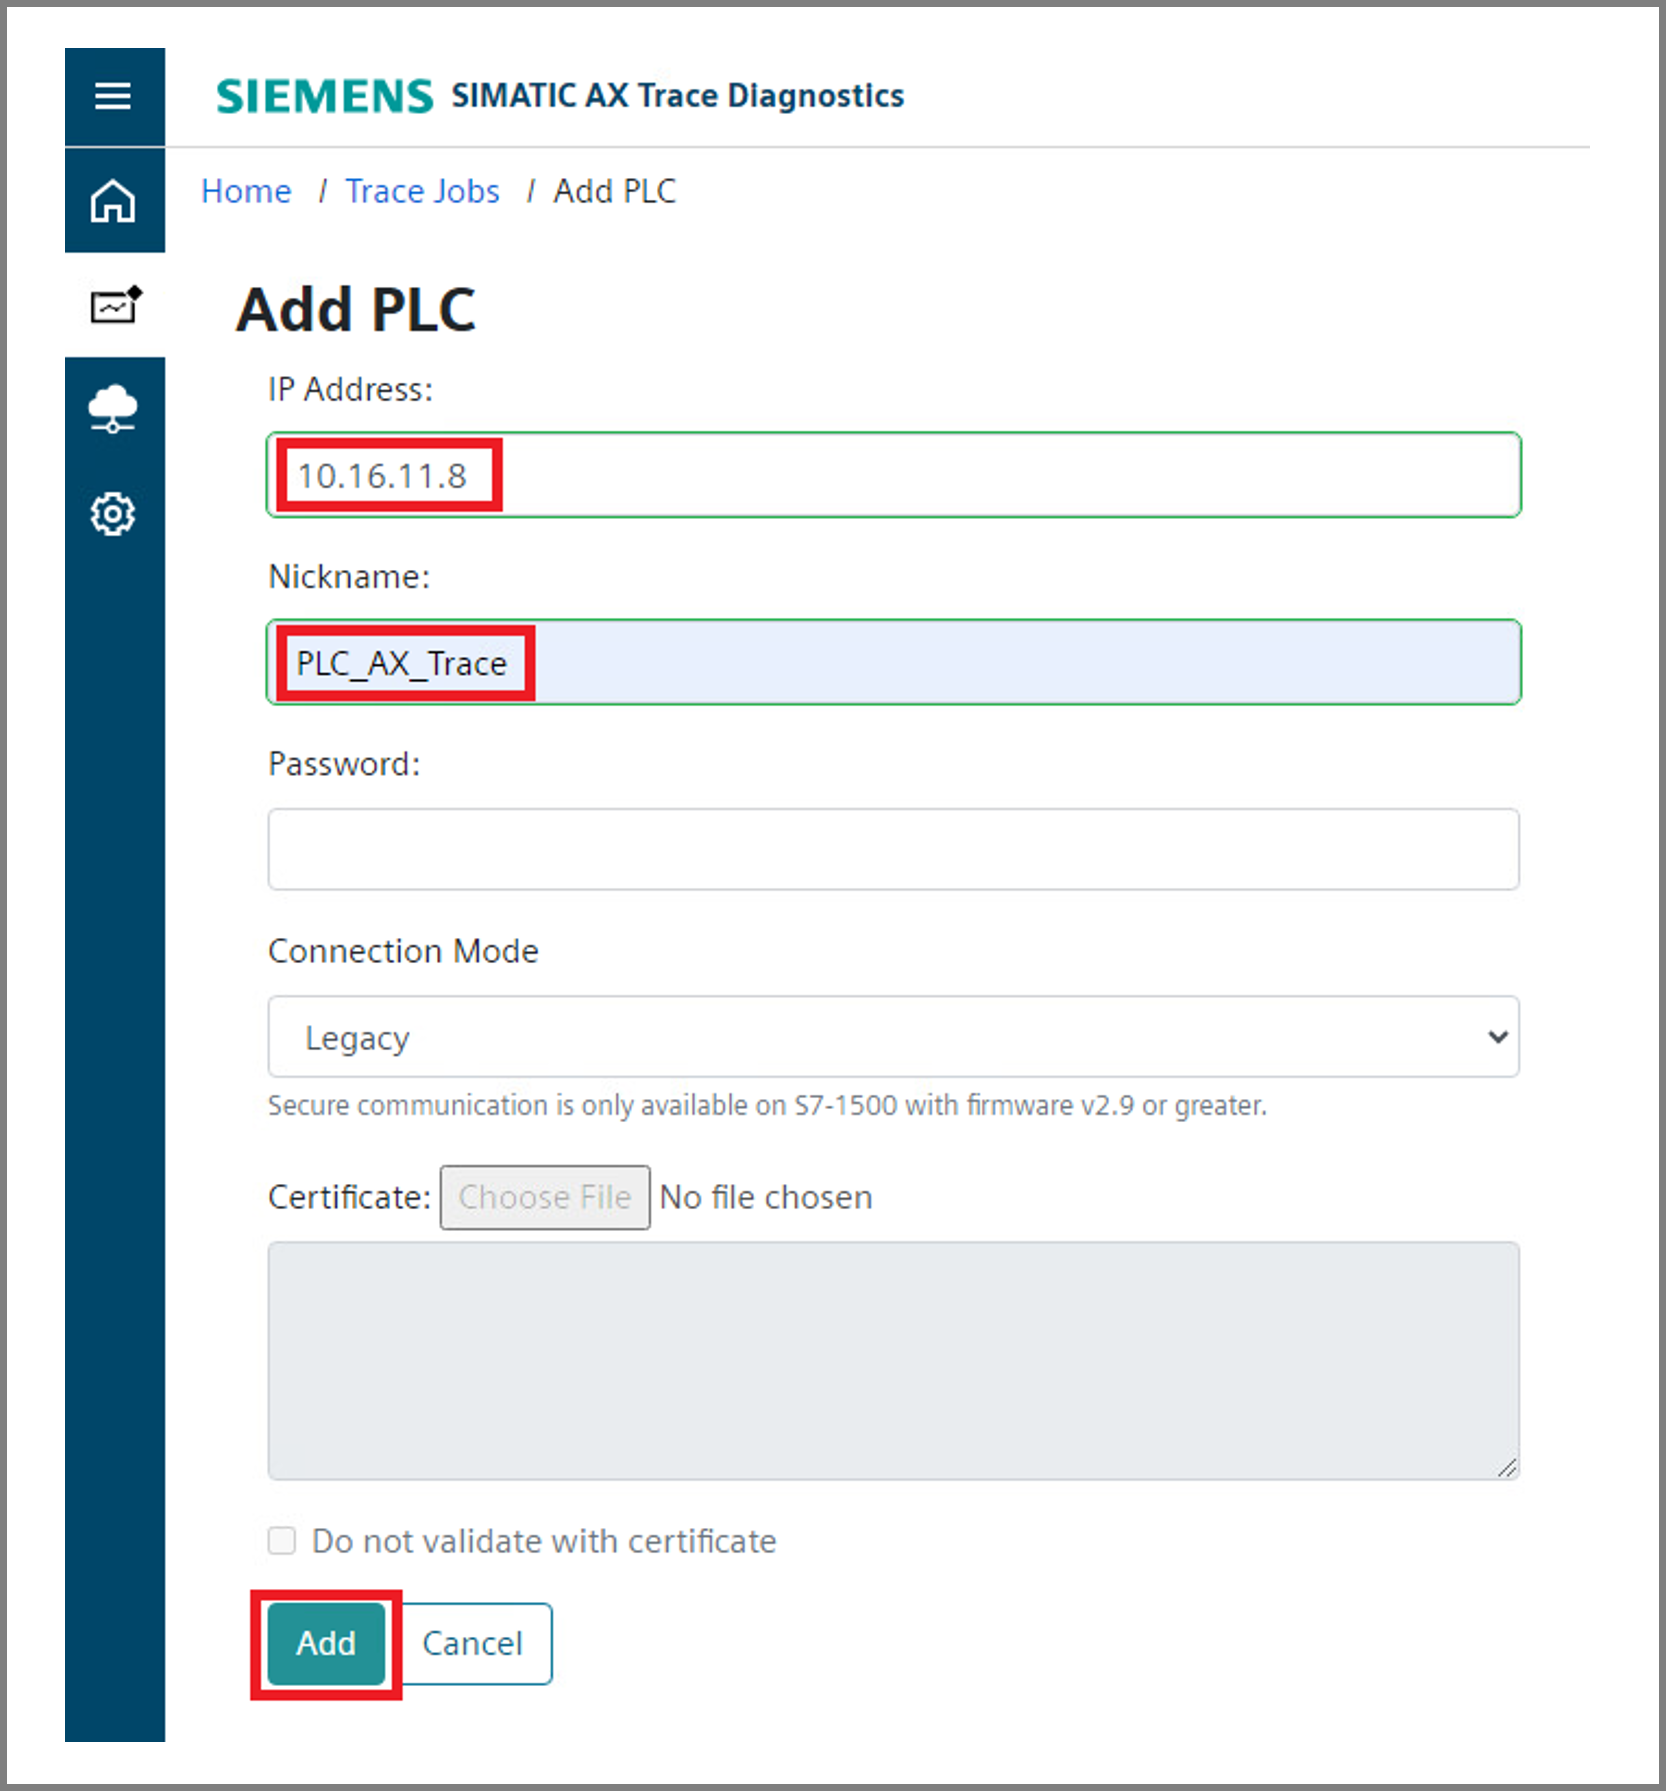 SIEMENS SIMATIC AX Trace Diagnostics
Home / Trace Jobs / Add PLC
Add PLC
IP Address:
10.16.11.8
Nickname:
PLC_AX_Trace
Password:
Connection Mode
Legacy
Secure communication is only available on S7-1500 with firmware v2.9 or greater.
Certificate: Choose File No file chosen
Do not validate with certificate
Add Cancel